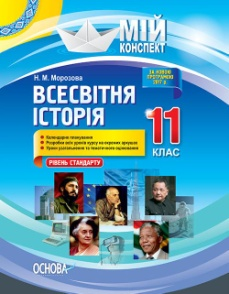 МІЙ
КОНСПЕКТ
Н. М. Морозова
ЗА НОВОЮ
ПРОГРАМОЮ
2017 р.
ВСЕСВІТНЯ
ІСТОРІЯ
11
КЛАС
Календарне планування
Розробки всіх уроків курсу на окремих аркушах
Уроки узагальнення та тематичного оцінювання
РІВЕНЬ СТАНДАРТУ
ОСНОВА